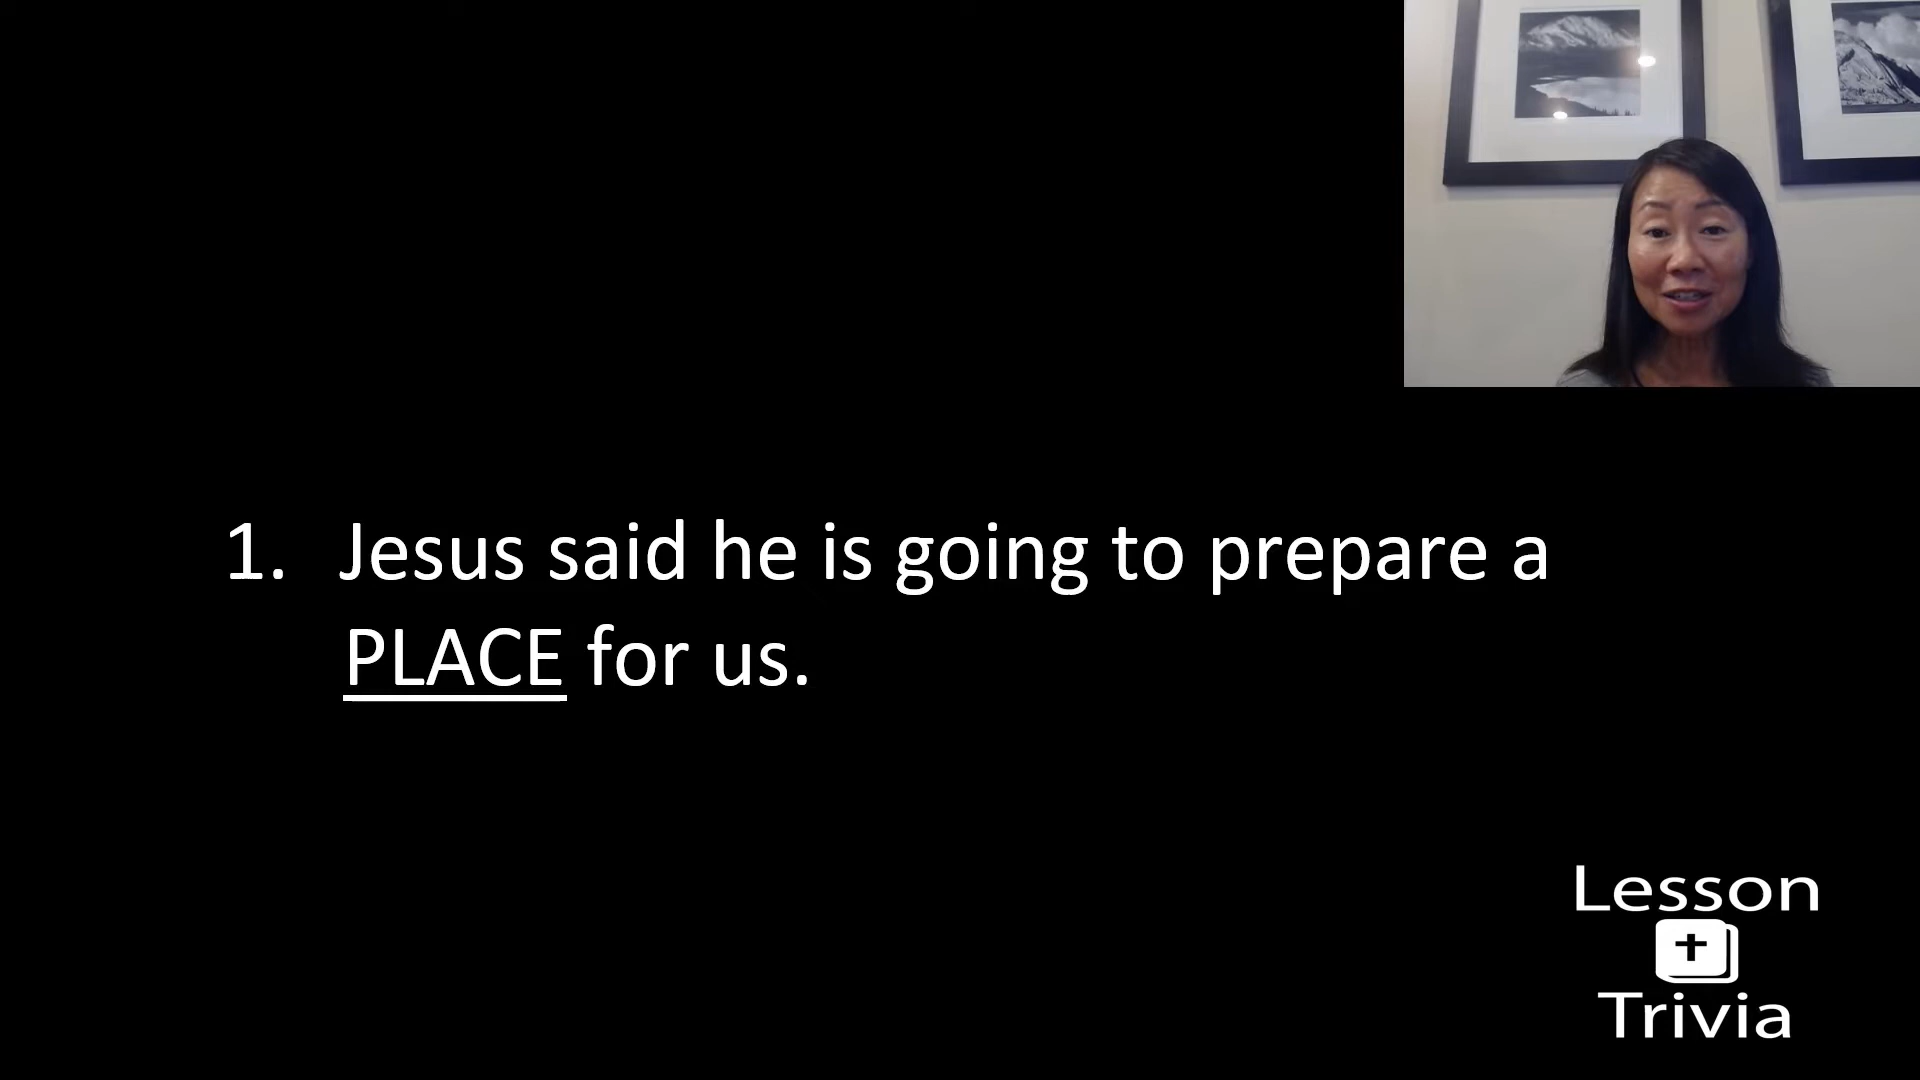 1. Jesus said he is going to prepare a
PLACE for us.
Lesson
Trivia